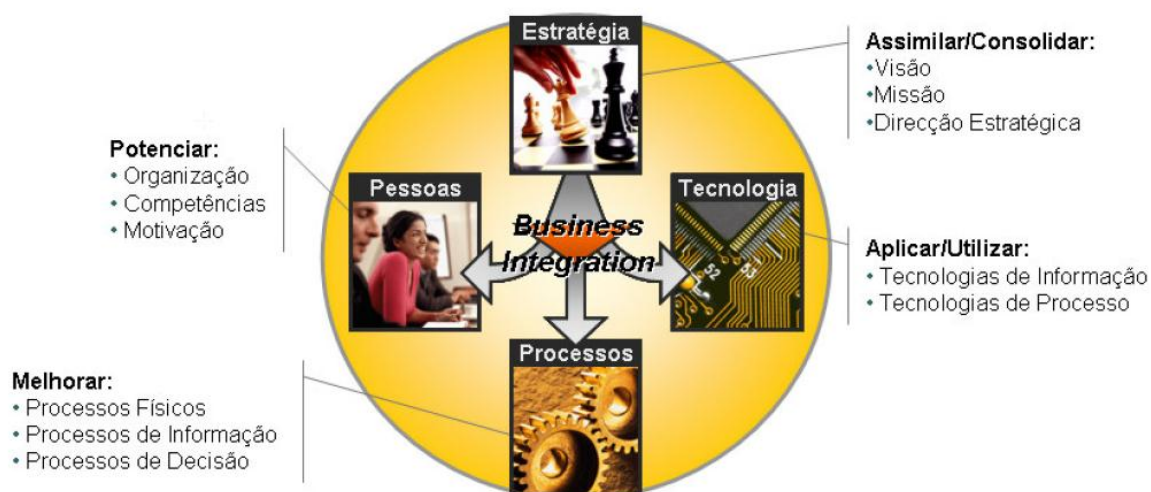 Estratégia
Assimilar/Consolidar:
•Visão
•Missão
•Direcção Estratégica
Potenciar:
• Organização
• Competências
• Motivação
Pessoas
Tecnologia
Business
Integration
52
53
Aplicar/Utilizar:
• Tecnologias de Informação
• Tecnologias de Processo
Processos
Melhorar:
• Processos Físicos
• Processos de Informação
• Processos de Decisão